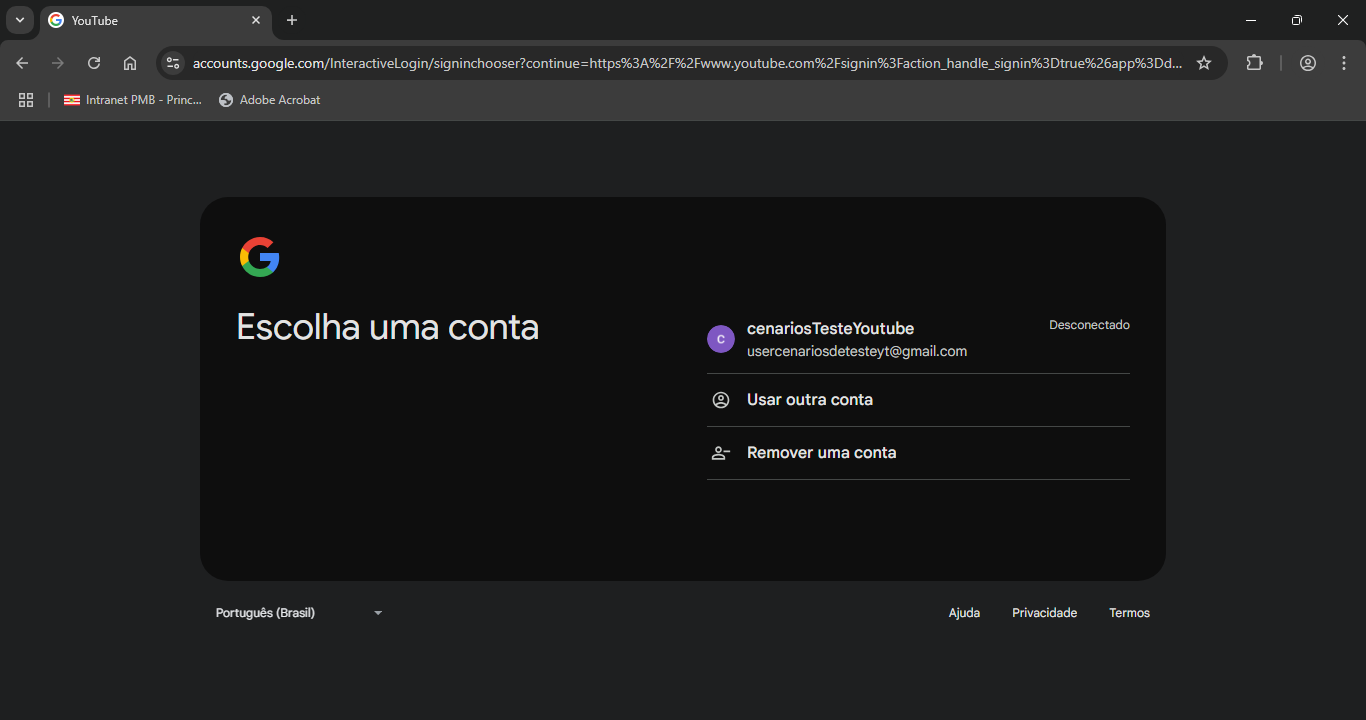 YouTube
accounts.google.com/InteractiveLogin/signinchooser?continue=https%3A%2F%2Fwww.youtube.com%2Fsignin%3Faction_handle_signin%3Dtrue%26app%3Dd...
Intranet PMB - Princ... Adobe Acrobat
Escolha uma conta
C
cenariosTesteYoutube
Desconectado
usercenariosdetesteyt@gmail.com
Usar outra conta
Remover uma conta
Português (Brasil)
Ajuda Privacidade Termos